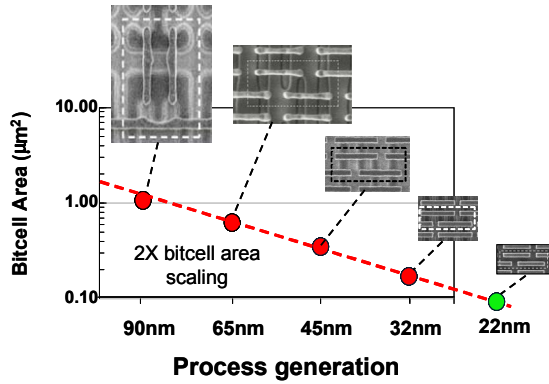 Bitcell Area (µm²)
10.00
1.00
0.10
2X bitcell area
scaling
90nm
65nm
45nm
32nm
22nm
Process generation